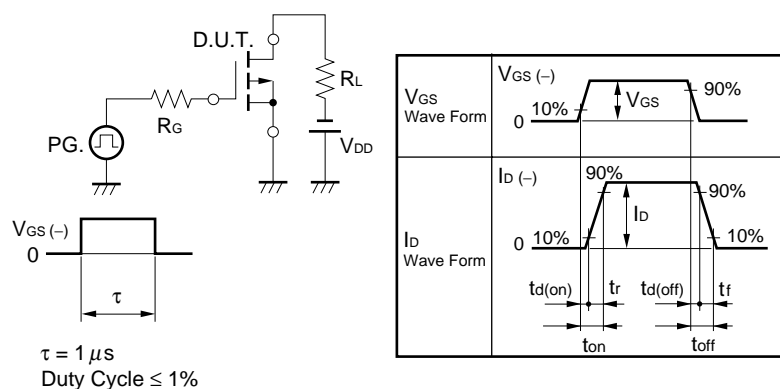 D.U.T.
RL
RG
PG.
VDD
VGS (−)
0
τ
τ = 1 μs
Duty Cycle ≤ 1%
VGS
Wave Form
VGS (−)
10%
0
VGS
90%
ID
Wave Form
ID (−)
90%
90%
ID
0
10%
10%
td(on)
tr
td(off)
tf
ton
toff